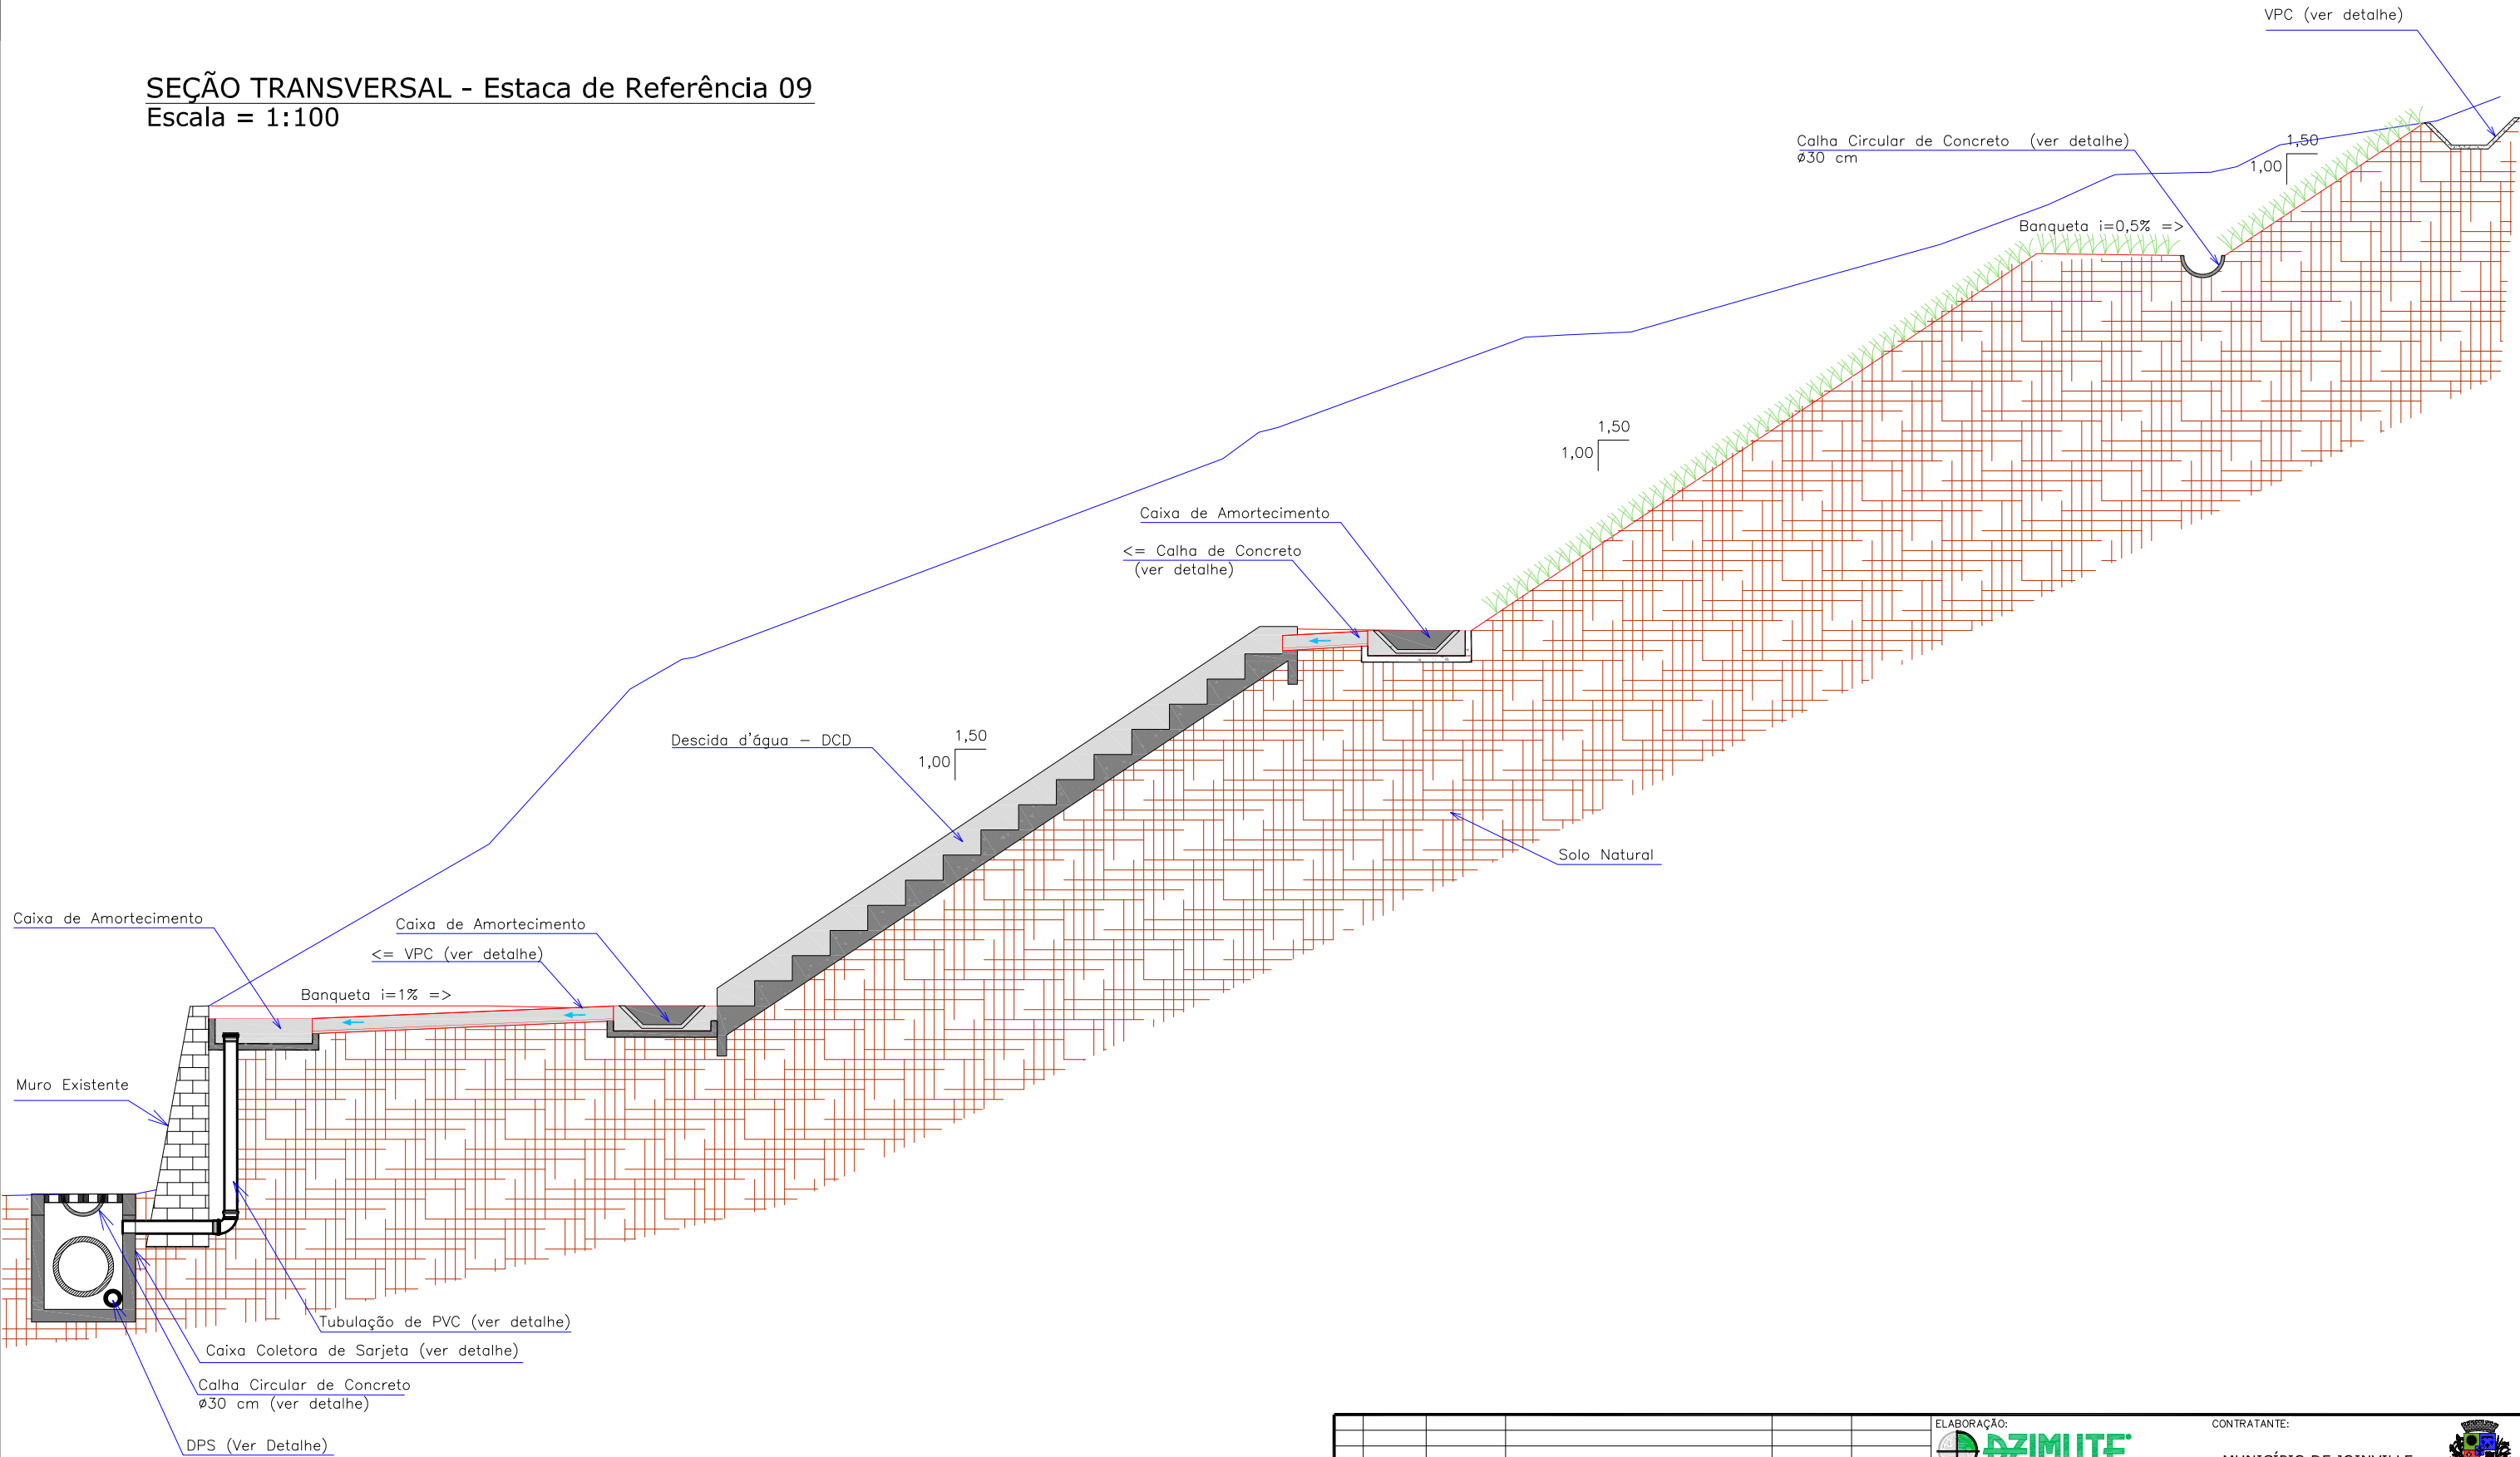 VPC (ver detalhe)
SEÇÃO TRANSVERSAL - Estaca de Referência 09
Escala = 1:100
Calha Circular de Concreto (ver detalhe)
ø30 cm
1,50
1,00
Banqueta i=0,5% =>
1,50
1,00
Caixa de Amortecimento
<= Calha de Concreto
(ver detalhe)
Descida d'água - DCD
1,50
1,00
Solo Natural
Caixa de Amortecimento
Caixa de Amortecimento
<= VPC (ver detalhe)
Banqueta i=1% =>
Muro Existente
Tubulação de PVC (ver detalhe)
Caixa Coletora de Sarjeta (ver detalhe)
Calha Circular de Concreto
ø30 cm (ver detalhe)
DPS (Ver Detalhe)
ELABORAÇÃO:
CONTRATANTE:
AZIMUTE
MUNICÍPIO DE JOINVILLE